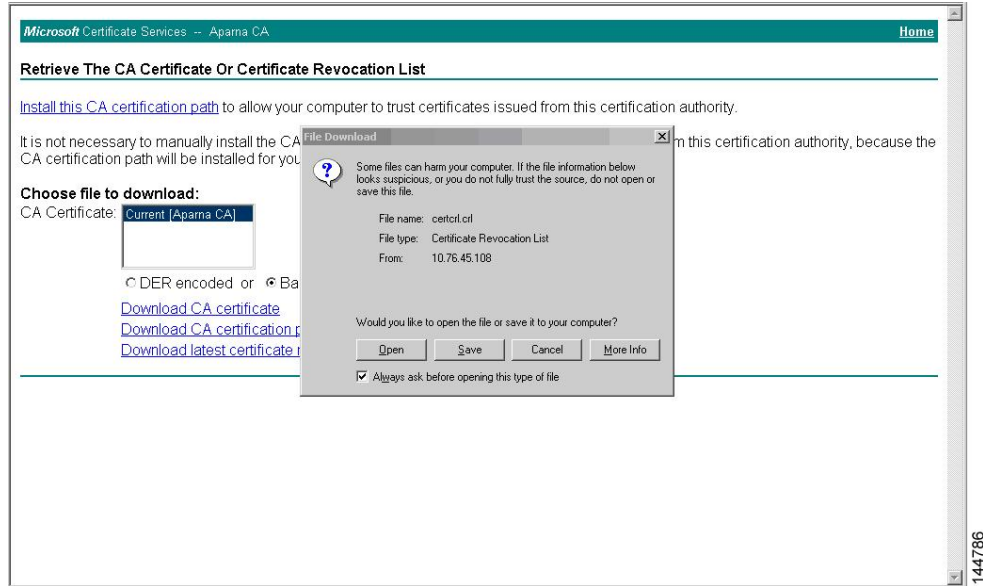 Microsoft Certificate Services -- Aparna CA Home
Retrieve The CA Certificate Or Certificate Revocation List
Install this CA certification path to allow your computer to trust certificates issued from this certification authority.
It is not necessary to manually install the CA
m this certification authority, because the
CA certification path will be installed for you
Choose file to download:
CA Certificate: Current [Aparna CA]
DER encoded or Ba
Download CA certificate
Download CA certification p
Download latest certificate r
File Download
Some files can harm your computer. If the file information below
looks suspicious, or you do not fully trust the source, do not open or
save this file.
File name: certcrl.crl
File type: Certificate Revocation List
From: 10.76.45.108
Would you like to open the file or save it to your computer?
Open Save Cancel More Info
Always ask before opening this type of file
144786